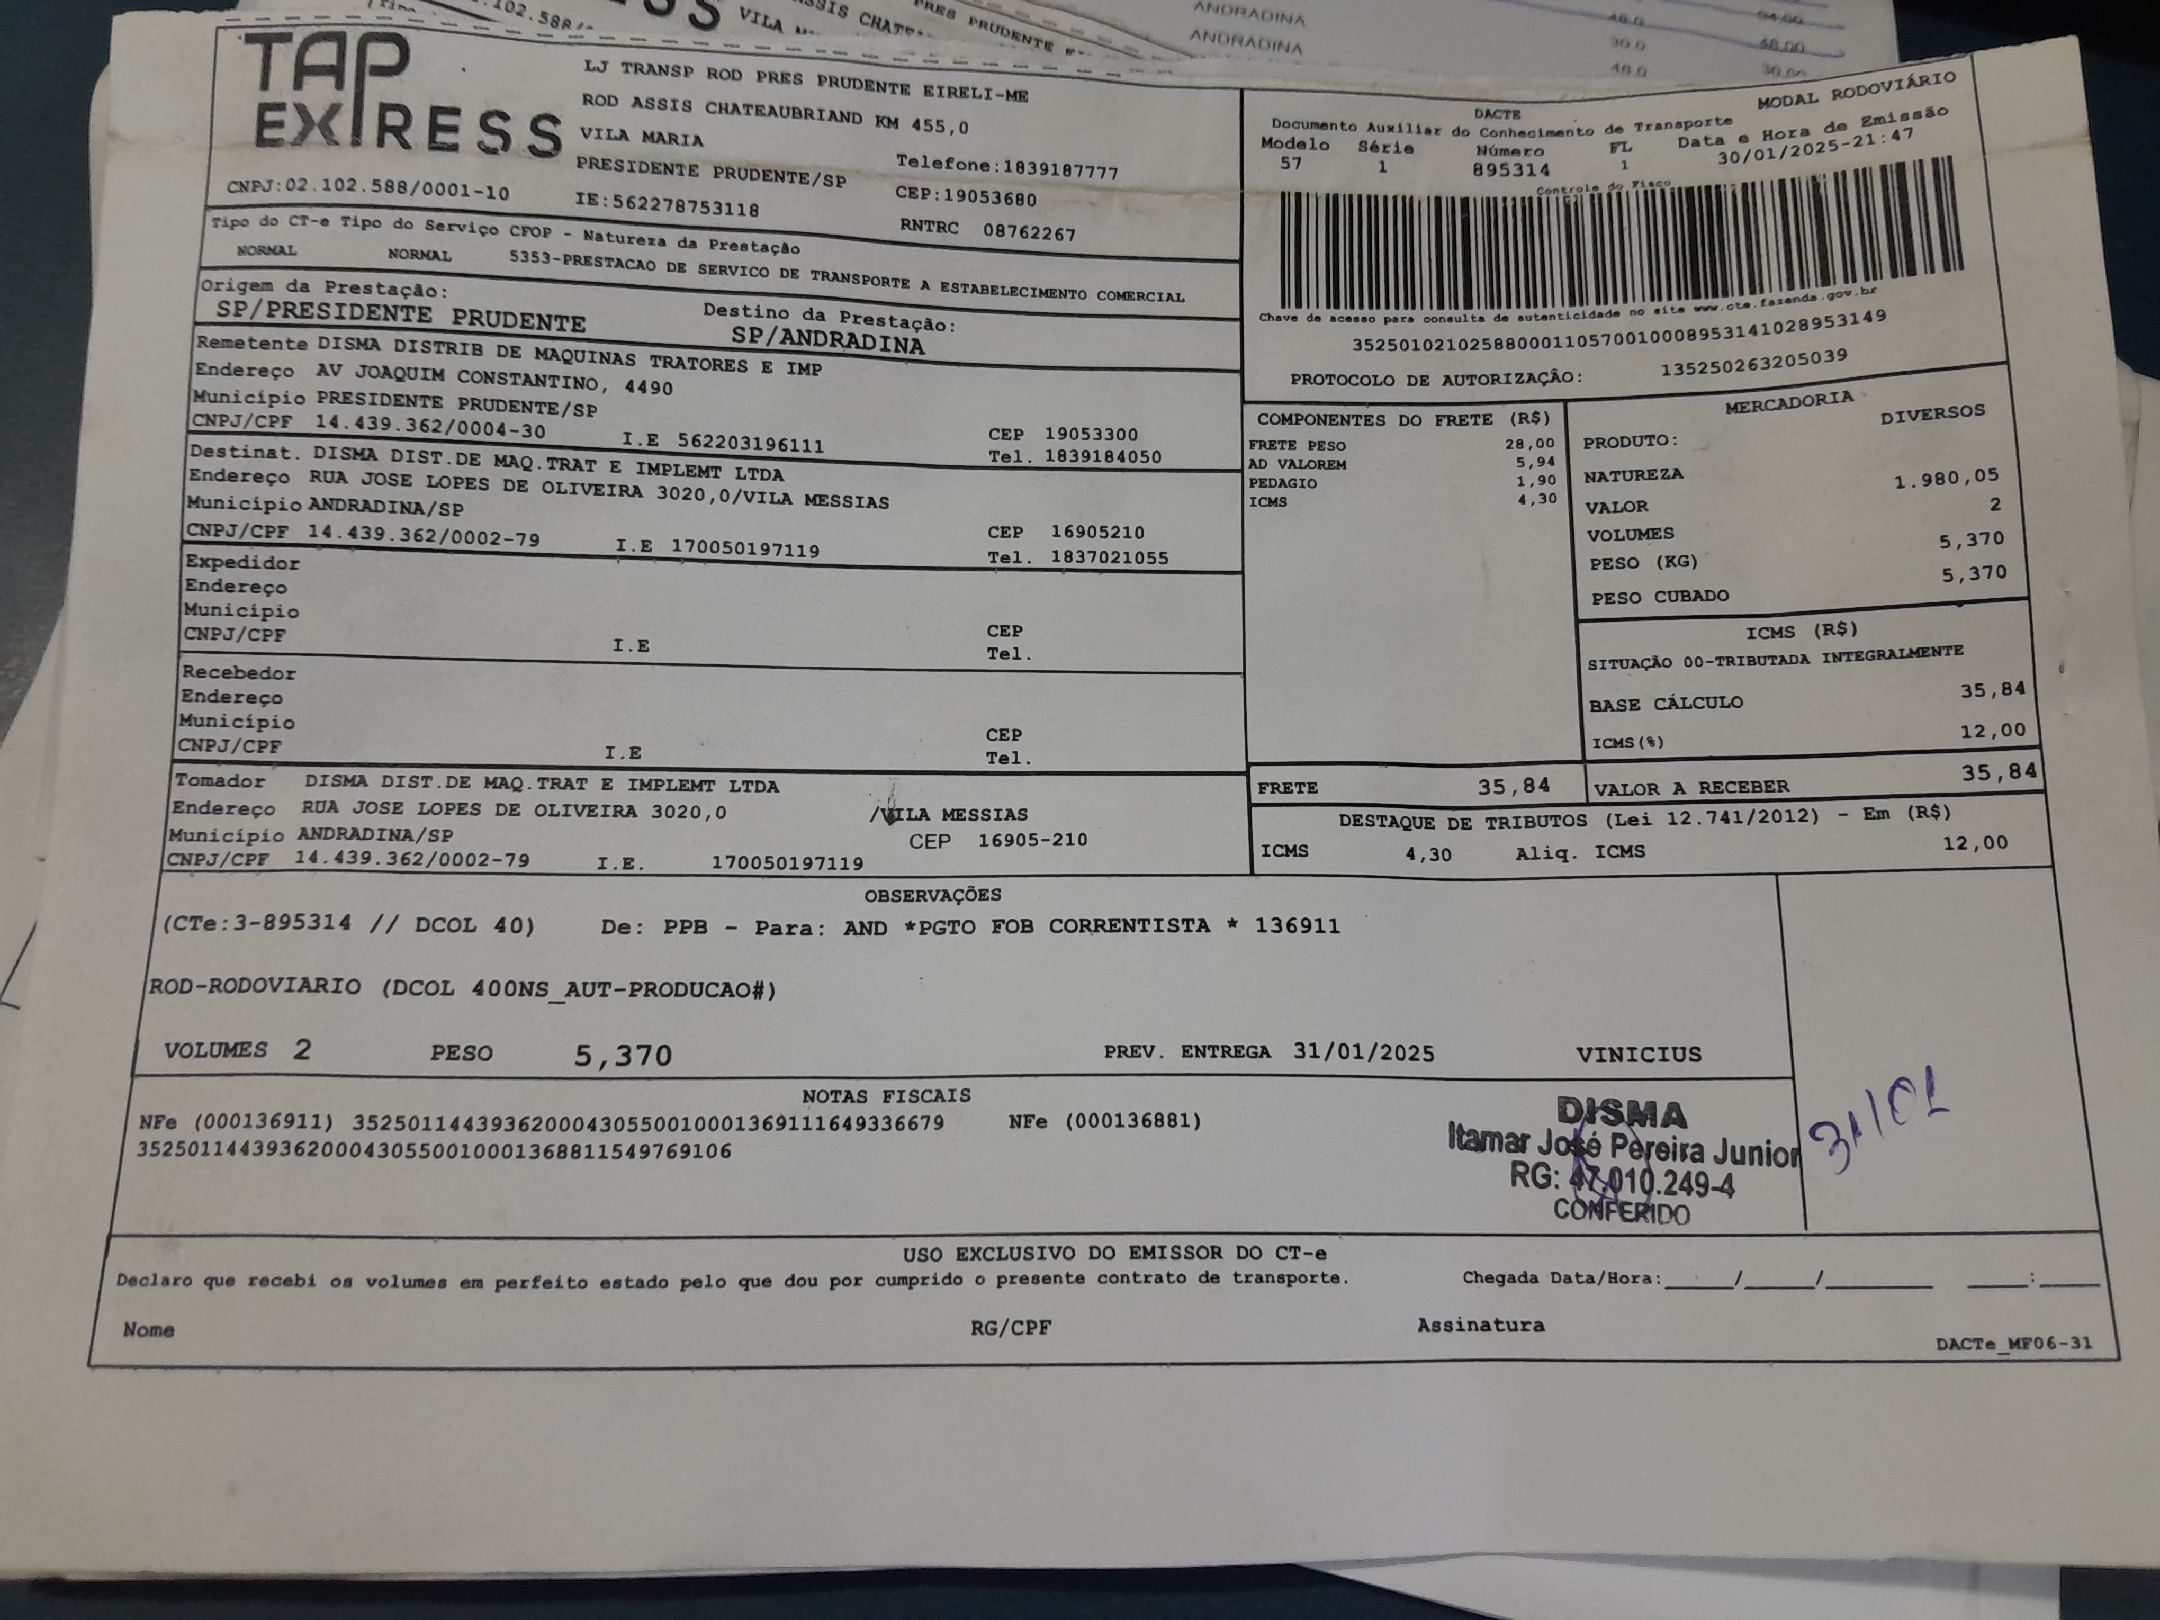 ANDRADINA
ANDRADINA
TAP EXPRESS
LJ TRANSP ROD PRES PRUDENTE EIRELI-ME
ROD ASSIS CHATEAUBRIAND KM 455,0
VILA MARIA
PRESIDENTE PRUDENTE/SP Telefone:1839187777
CNPJ:02.102.588/0001-10 IE:562278753118 CEP:19053680
RNTRC 08762267
Tipo do CT-e Tipo do Serviço CFOP - Natureza da Prestação
NORMAL NORMAL 5353-PRESTACAO DE SERVICO DE TRANSPORTE A ESTABELECIMENTO COMERCIAL
Origem da Prestação: Destino da Prestação:
SP/PRESIDENTE PRUDENTE SP/ANDRADINA
Remetente DISMA DISTRIB DE MAQUINAS TRATORES E IMP
Endereço AV JOAQUIM CONSTANTINO, 4490
Município PRESIDENTE PRUDENTE/SP CEP 19053300
CNPJ/CPF 14.439.362/0004-30 I.E 562203196111 Tel. 1839184050
Destinat. DISMA DIST.DE MAQ.TRAT E IMPLEMT LTDA
Endereço RUA JOSE LOPES DE OLIVEIRA 3020,0/VILA MESSIAS
Município ANDRADINA/SP CEP 16905210
CNPJ/CPF 14.439.362/0002-79 I.E 170050197119 Tel. 1837021055
Expedidor
Endereço
Município CEP
CNPJ/CPF I.E Tel.
Recebedor
Endereço
Município CEP
CNPJ/CPF I.E Tel.
Tomador DISMA DIST.DE MAQ.TRAT E IMPLEMT LTDA
Endereço RUA JOSE LOPES DE OLIVEIRA 3020,0 /VILA MESSIAS
Município ANDRADINA/SP CEP 16905-210
CNPJ/CPF 14.439.362/0002-79 I.E. 170050197119
DACTE MODAL RODOVIÁRIO
Documento Auxiliar do Conhecimento de Transporte
Modelo Série Número FL Data e Hora de Emissão
57 1 895314 1 30/01/2025-21:47
Controle do Fisco
Chave de acesso para consulta de autenticidade no site www.cte.fazenda.gov.br
35250102102588000110570010008953141028953149
PROTOCOLO DE AUTORIZAÇÃO: 135250263205039
COMPONENTES DO FRETE (R$)
FRETE PESO 28,00
AD VALOREM 5,94
PEDAGIO 1,90
ICMS 4,30
MERCADORIA
PRODUTO: DIVERSOS
NATUREZA
VALOR 1.980,05
VOLUMES 2
PESO (KG) 5,370
PESO CUBADO 5,370
ICMS (R$)
SITUAÇÃO 00-TRIBUTADA INTEGRALMENTE
BASE CÁLCULO 35,84
ICMS(%) 12,00
FRETE 35,84 VALOR A RECEBER 35,84
DESTAQUE DE TRIBUTOS (Lei 12.741/2012) - Em (R$)
ICMS 4,30 Aliq. ICMS 12,00
OBSERVAÇÕES
(CTe:3-895314 // DCOL 40) De: PPB - Para: AND *PGTO FOB CORRENTISTA * 136911
ROD-RODOVIARIO (DCOL 400NS_AUT-PRODUCAO#)
VOLUMES 2 PESO 5,370 PREV. ENTREGA 31/01/2025 VINICIUS
NOTAS FISCAIS
NFe (000136911) 35250114439362000430550010001369111649336679 NFe (000136881)
35250114439362000430550010001368811549769106
DISMA
Itamar José Pereira Junior
RG: 47.010.249-4
CONFERIDO
31/01
USO EXCLUSIVO DO EMISSOR DO CT-e
Declaro que recebi os volumes em perfeito estado pelo que dou por cumprido o presente contrato de transporte. Chegada Data/Hora:_____/_____/________ ____:____
Nome RG/CPF Assinatura
DACTe_MF06-31